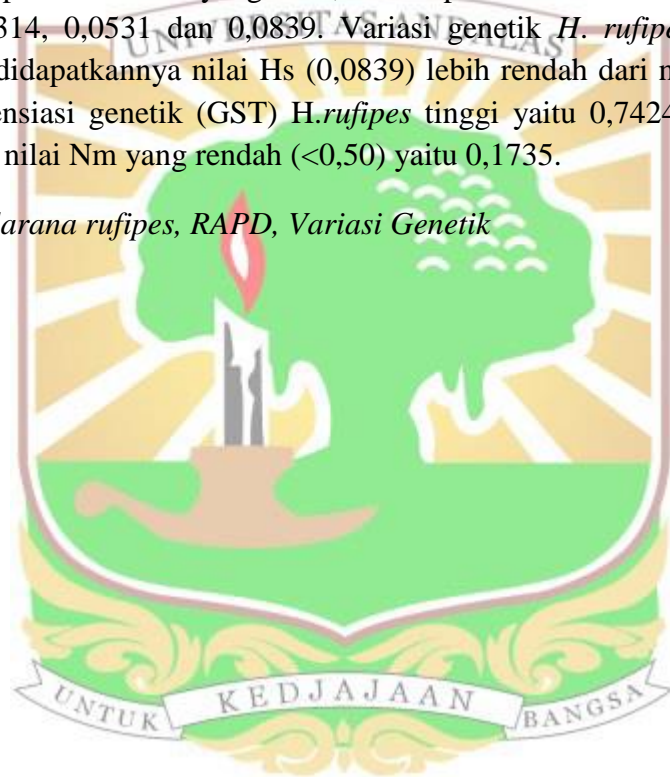 314, 0,0531 dan 0,0839. Variasi genetik H. rufipe
UNIVERSITAS ANDALAS
didapatkannya nilai Hs (0,0839) lebih rendah dari
ensiasi genetik (GST) H.rufipes tinggi yaitu 0,7424
nilai Nm yang rendah (<0,50) yaitu 0,1735.
arana rufipes, RAPD, Variasi Genetik
UNTUK KEDJAJAAN BANGSA